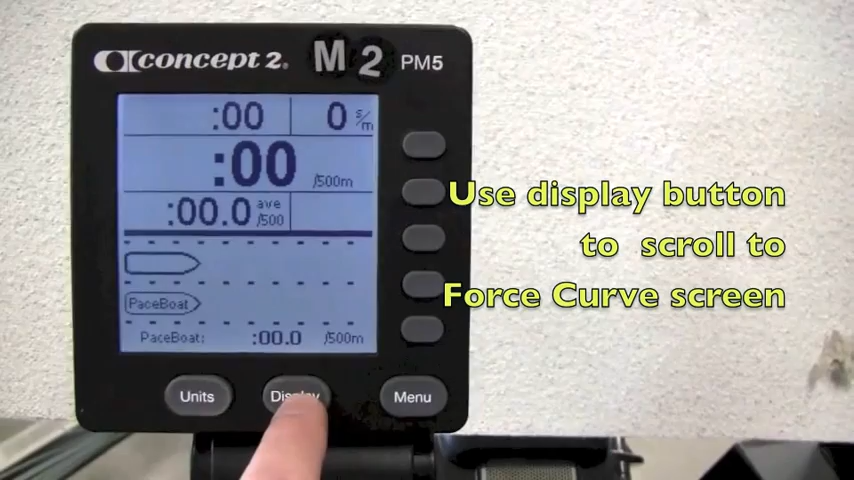 concept 2. M 2 PM5
:00 0 s/m
:00 /500m
:00.0 ave /500
PaceBoat
PaceBoat: :00.0 /500m
Units Display Menu
Use display button
to scroll to
Force Curve screen